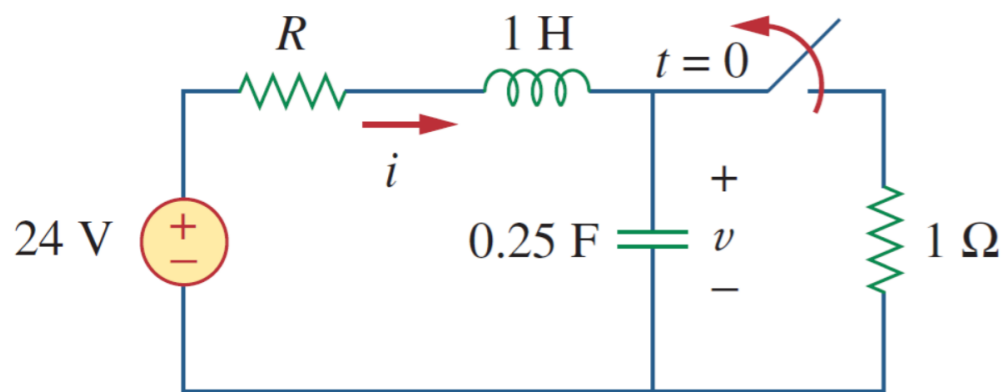 R
1 H
t = 0
i
24 V
+
−
0.25 F
+
v
−
1 Ω